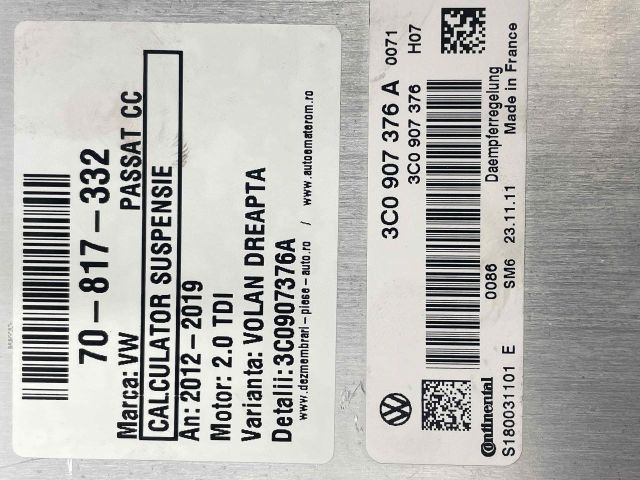 70-817-332
Marca: VW PASSAT CC
CALCULATOR SUSPENSIE
An: 2012-2019
Motor: 2.0 TDI
Varianta: VOLAN DREAPTA
Detalii: 3C0907376A
www.dezmembrari-piese-auto.ro / www.autoematerom.ro
3C0 907 376 A 0071 H07
3C0 907 376
0086 Daempferregelung
SM6 23.11.11 Made in France
Continental
S180031101 E